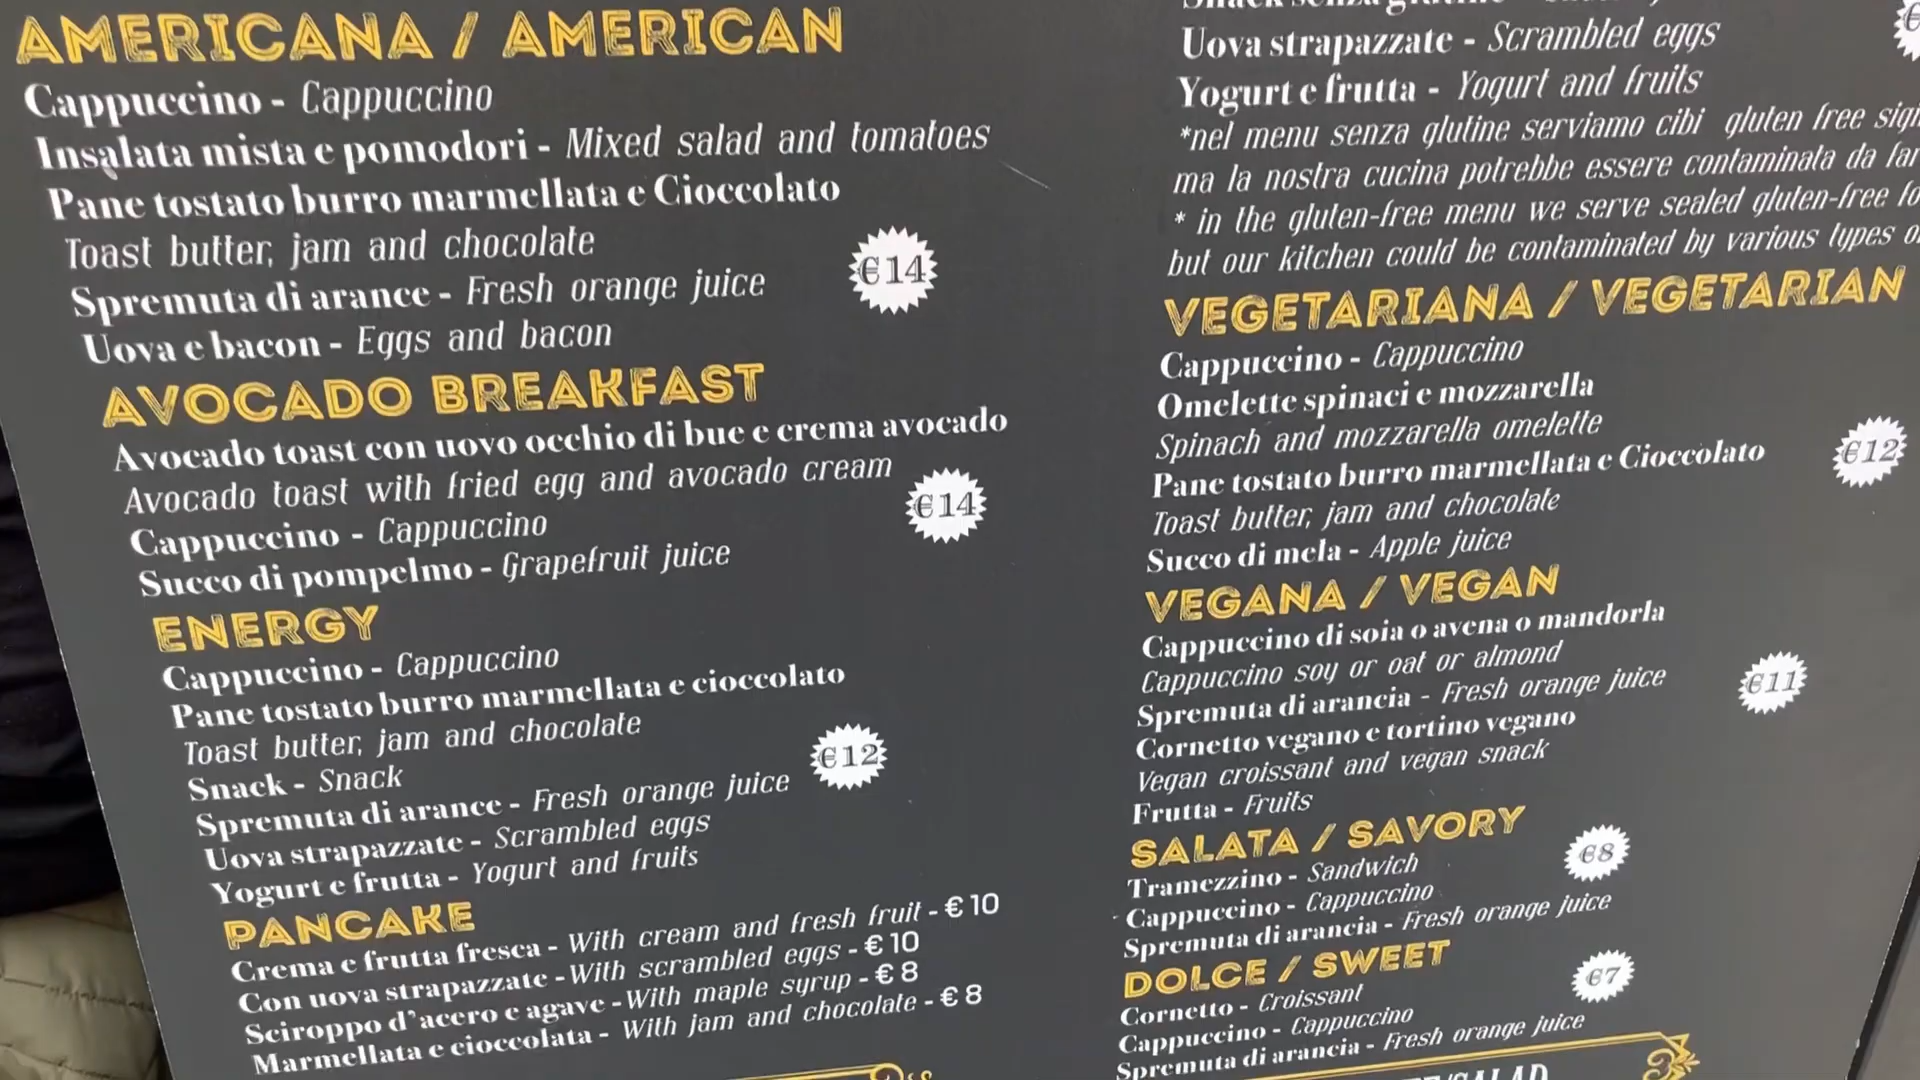 AMERICANA / AMERICAN
Cappuccino - Cappuccino
Insalata mista e pomodori - Mixed salad and tomatoes
Pane tostato burro marmellata e Cioccolato
Toast butter, jam and chocolate
€14
Spremuta di arance - Fresh orange juice
Uova e bacon - Eggs and bacon
AVOCADO BREAKFAST
Avocado toast con uovo occhio di bue e crema avocado
Avocado toast with fried egg and avocado cream
€14
Cappuccino - Cappuccino
Succo di pompelmo - Grapefruit juice
ENERGY
Cappuccino - Cappuccino
Pane tostato burro marmellata e cioccolato
Toast butter, jam and chocolate
€12
Snack - Snack
Spremuta di arance - Fresh orange juice
Uova strapazzate - Scrambled eggs
Yogurt e frutta - Yogurt and fruits
PANCAKE
Crema e frutta fresca - With cream and fresh fruit - € 10
Con uova strapazzate - With scrambled eggs - € 10
Sciroppo d'acero e agave - With maple syrup - € 8
Marmellata e cioccolata - With jam and chocolate - € 8
Uova strapazzate - Scrambled eggs
Yogurt e frutta - Yogurt and fruits
*nel menu senza glutine serviamo cibi gluten free
ma la nostra cucina potrebbe essere contaminata da
* in the gluten-free menu we serve sealed gluten-free
but our kitchen could be contaminated by various types
VEGETARIANA / VEGETARIAN
Cappuccino - Cappuccino
Omelette spinaci e mozzarella
Spinach and mozzarella omelette
€12
Pane tostato burro marmellata e Cioccolato
Toast butter, jam and chocolate
Succo di mela - Apple juice
VEGANA / VEGAN
Cappuccino di soia o avena o mandorla
Cappuccino soy or oat or almond
€11
Spremuta di arancia - Fresh orange juice
Cornetto vegano e tortino vegano
Vegan croissant and vegan snack
Frutta - Fruits
SALATA / SAVORY
€8
Tramezzino - Sandwich
Cappuccino - Cappuccino
Spremuta di arancia - Fresh orange juice
DOLCE / SWEET
€7
Cornetto - Croissant
Cappuccino - Cappuccino
Spremuta di arancia - Fresh orange juice